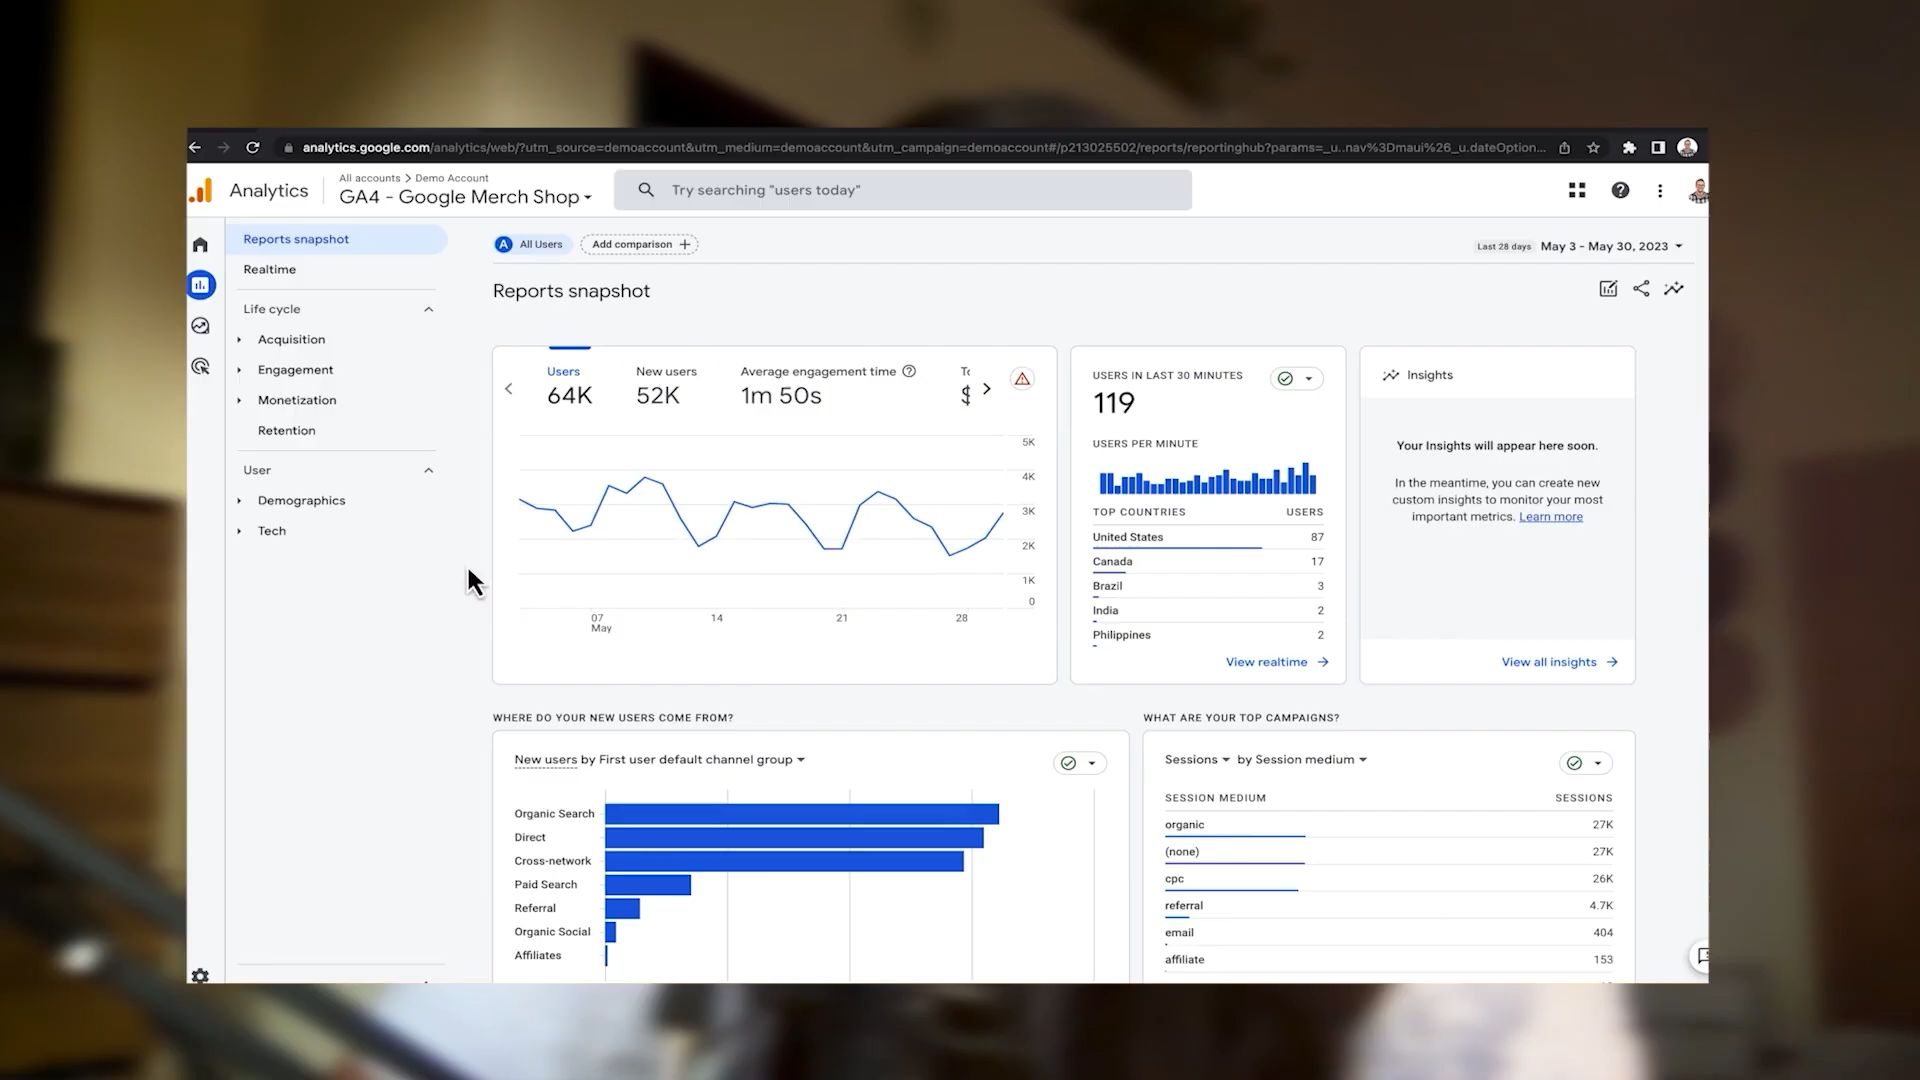 analytics.google.com/analytics/web/?utm_source=demoaccount&utm_medium=demoaccount&utm_campaign=demoaccount#/p213025502/reports/reportinghub?params=_u..nav%3Dmaui%26_u.dateOption...
Analytics
All accounts > Demo Account
GA4 - Google Merch Shop
Try searching "users today"
Reports snapshot
Realtime
Life cycle
Acquisition
Engagement
Monetization
Retention
User
Demographics
Tech
A All Users
Add comparison +
Last 28 days May 3 - May 30, 2023
Reports snapshot
Users
64K
New users
52K
Average engagement time
1m 50s
$
5K
4K
3K
2K
1K
0
07
May
14
21
28
USERS IN LAST 30 MINUTES
119
USERS PER MINUTE
TOP COUNTRIES USERS
United States 87
Canada 17
Brazil 3
India 2
Philippines 2
View realtime
Insights
Your Insights will appear here soon.
In the meantime, you can create new
custom insights to monitor your most
important metrics. Learn more
View all insights
WHERE DO YOUR NEW USERS COME FROM?
New users by First user default channel group
Organic Search
Direct
Cross-network
Paid Search
Referral
Organic Social
Affiliates
WHAT ARE YOUR TOP CAMPAIGNS?
Sessions by Session medium
SESSION MEDIUM SESSIONS
organic 27K
(none) 27K
cpc 26K
referral 4.7K
email 404
affiliate 153